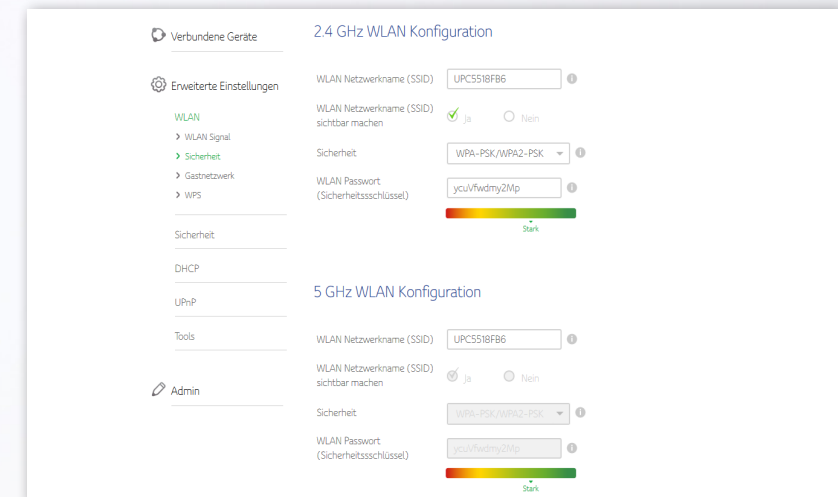 Verbundene Geräte
Erweiterte Einstellungen
WLAN
WLAN Signal
Sicherheit
Gastnetzwerk
WPS
Sicherheit
DHCP
UPnP
Tools
Admin
2.4 GHz WLAN Konfiguration
WLAN Netzwerkname (SSID) UPC5518FB6
WLAN Netzwerkname (SSID)
sichtbar machen Ja Nein
Sicherheit WPA-PSK/WPA2-PSK
WLAN Passwort
(Sicherheitssschlüssel) ycuVfwdmy2Mp
Stark
5 GHz WLAN Konfiguration
WLAN Netzwerkname (SSID) UPC5518FB6
WLAN Netzwerkname (SSID)
sichtbar machen Ja Nein
Sicherheit WPA-PSK/WPA2-PSK
WLAN Passwort
(Sicherheitssschlüssel) ycuVfwdmy2Mp
Stark